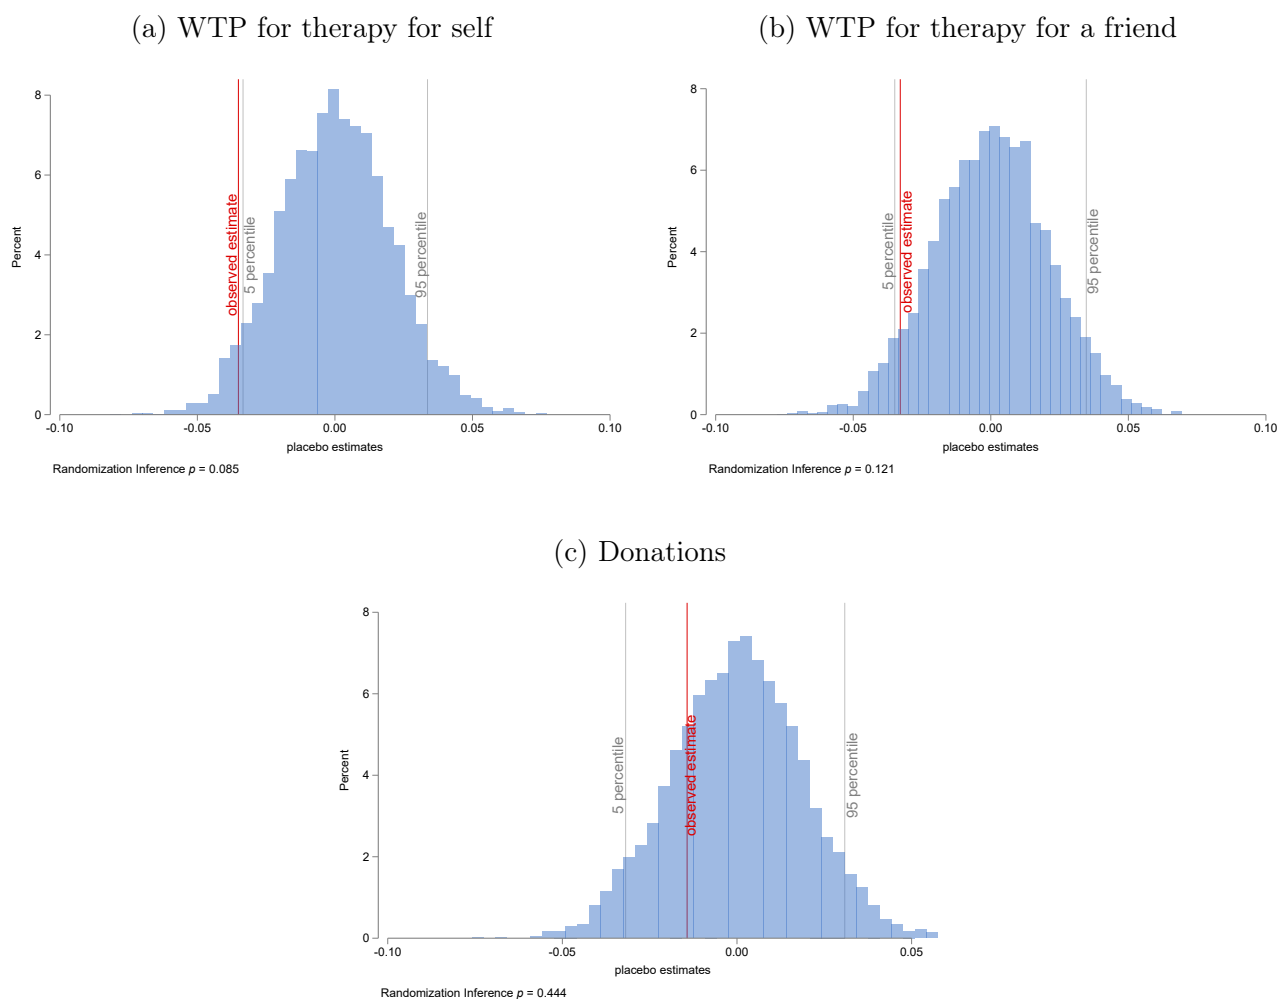 (a) WTP for therapy for self
8
6
4
2
0
Percent
observed estimate
5 percentile
95 percentile
-0.10
-0.05
0.00
0.05
0.10
placebo estimates
Randomization Inference p = 0.085
(b) WTP for therapy for a friend
8
6
4
2
0
Percent
5 percentile
observed estimate
95 percentile
-0.10
-0.05
0.00
0.05
0.10
placebo estimates
Randomization Inference p = 0.121
(c) Donations
8
6
4
2
0
Percent
5 percentile
observed estimate
95 percentile
-0.10
-0.05
0.00
0.05
placebo estimates
Randomization Inference p = 0.444